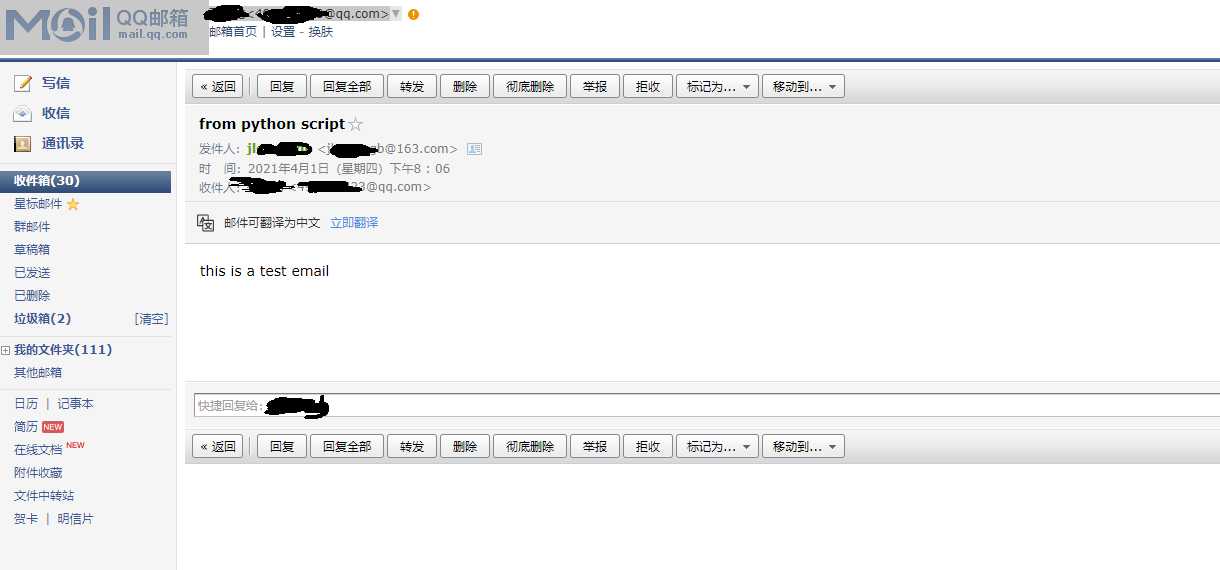 Mail QQ邮箱
mail.qq.com
@qq.com>
邮箱首页 | 设置 - 换肤
写信
收信
通讯录
收件箱(30)
星标邮件
群邮件
草稿箱
已发送
已删除
垃圾箱(2) [清空]
我的文件夹(111)
其他邮箱
日历 | 记事本
简历 NEW
在线文档 NEW
附件收藏
文件中转站
贺卡 | 明信片
« 返回 回复 回复全部 转发 删除 彻底删除 举报 拒收 标记为... 移动到...
from python script
发件人: @163.com>
时 间: 2021年4月1日 (星期四) 下午8:06
收件人: @qq.com>
邮件可翻译为中文 立即翻译
this is a test email
快捷回复给:
« 返回 回复 回复全部 转发 删除 彻底删除 举报 拒收 标记为... 移动到...